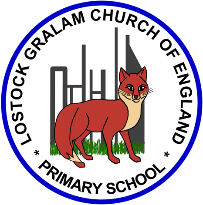 LOSTOCK GRALAM CHURCH OF ENGLAND
* PRIMARY SCHOOL *